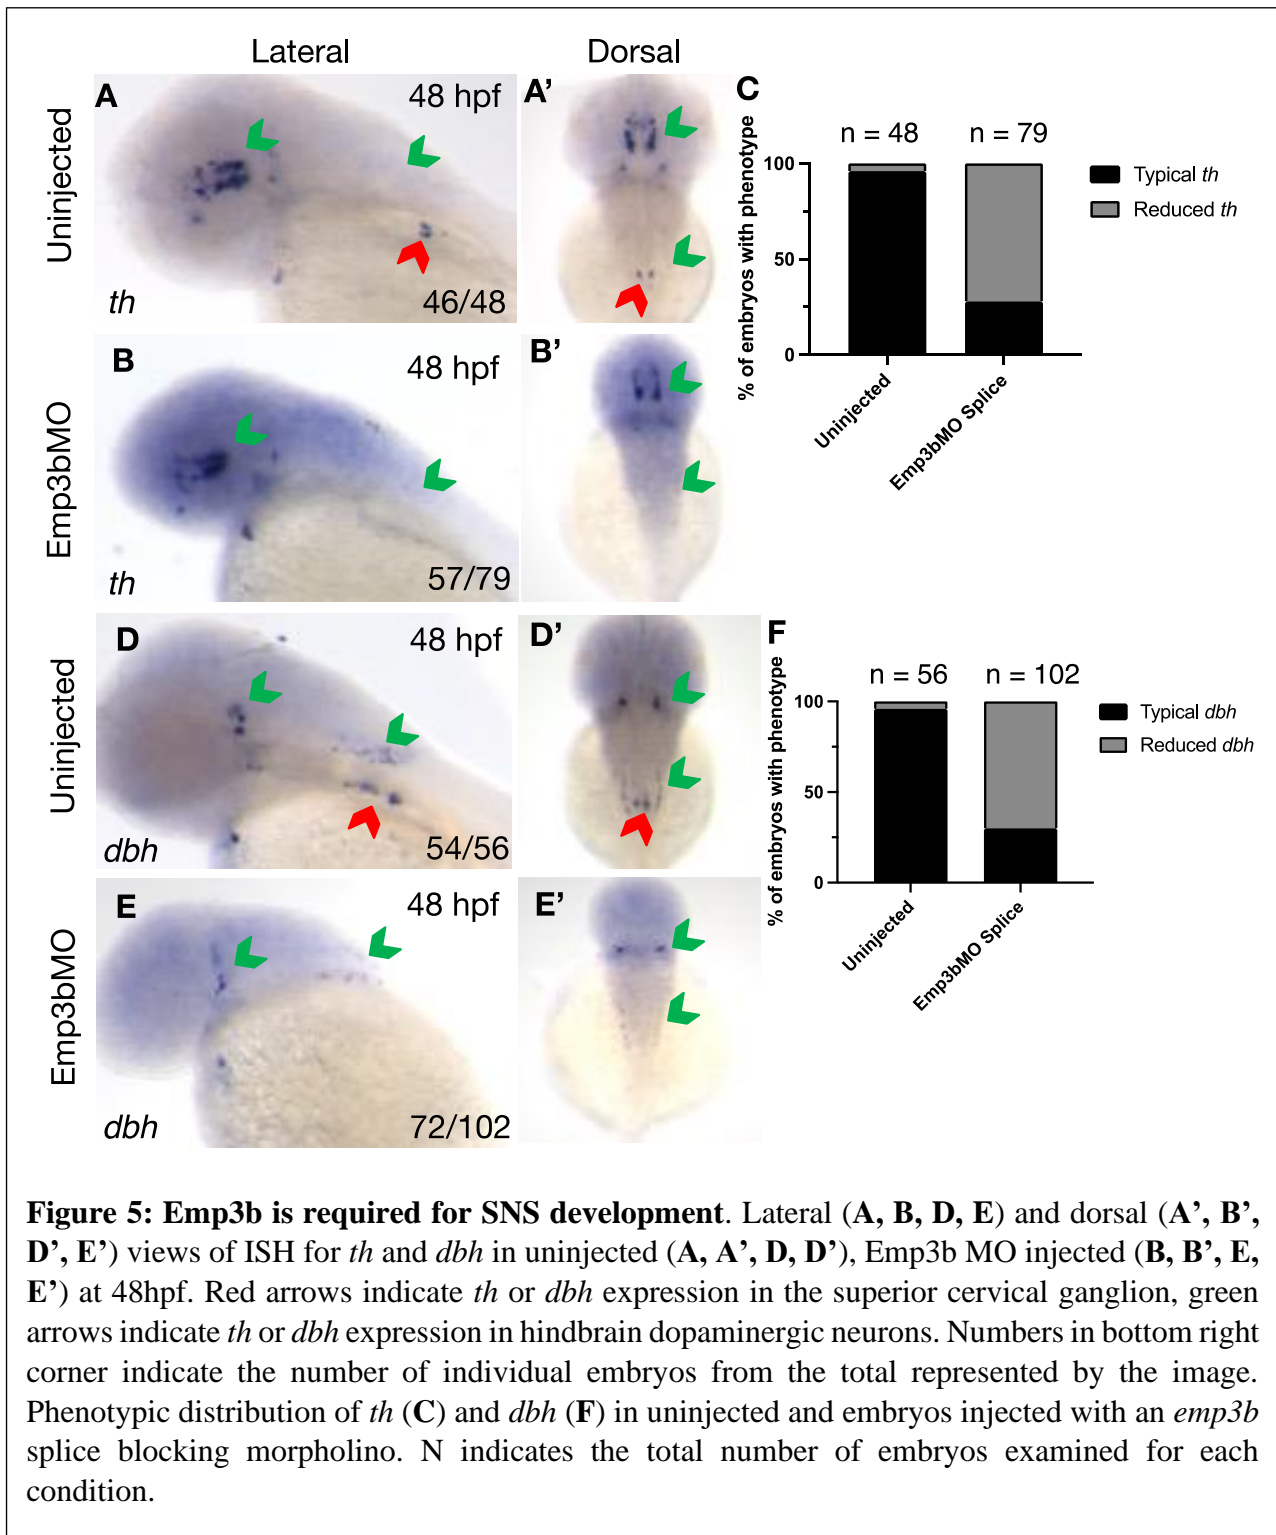 Lateral
Dorsal
Uninjected
A
48 hpf
th
46/48
A’
C
n = 48
n = 79
% of embryos with phenotype
100
50
0
Uninjected
Emp3bMO Splice
Typical th
Reduced th
Emp3bMO
B
48 hpf
th
57/79
B’
Uninjected
D
48 hpf
dbh
54/56
D’
F
n = 56
n = 102
% of embryos with phenotype
100
50
0
Uninjected
Emp3bMO Splice
Typical dbh
Reduced dbh
Emp3bMO
E
48 hpf
dbh
72/102
E’
Figure 5: Emp3b is required for SNS development. Lateral (A, B, D, E) and dorsal (A’, B’,
D’, E’) views of ISH for th and dbh in uninjected (A, A’, D, D’), Emp3b MO injected (B, B’, E,
E’) at 48hpf. Red arrows indicate th or dbh expression in the superior cervical ganglion, green
arrows indicate th or dbh expression in hindbrain dopaminergic neurons. Numbers in bottom right
corner indicate the number of individual embryos from the total represented by the image.
Phenotypic distribution of th (C) and dbh (F) in uninjected and embryos injected with an emp3b
splice blocking morpholino. N indicates the total number of embryos examined for each
condition.